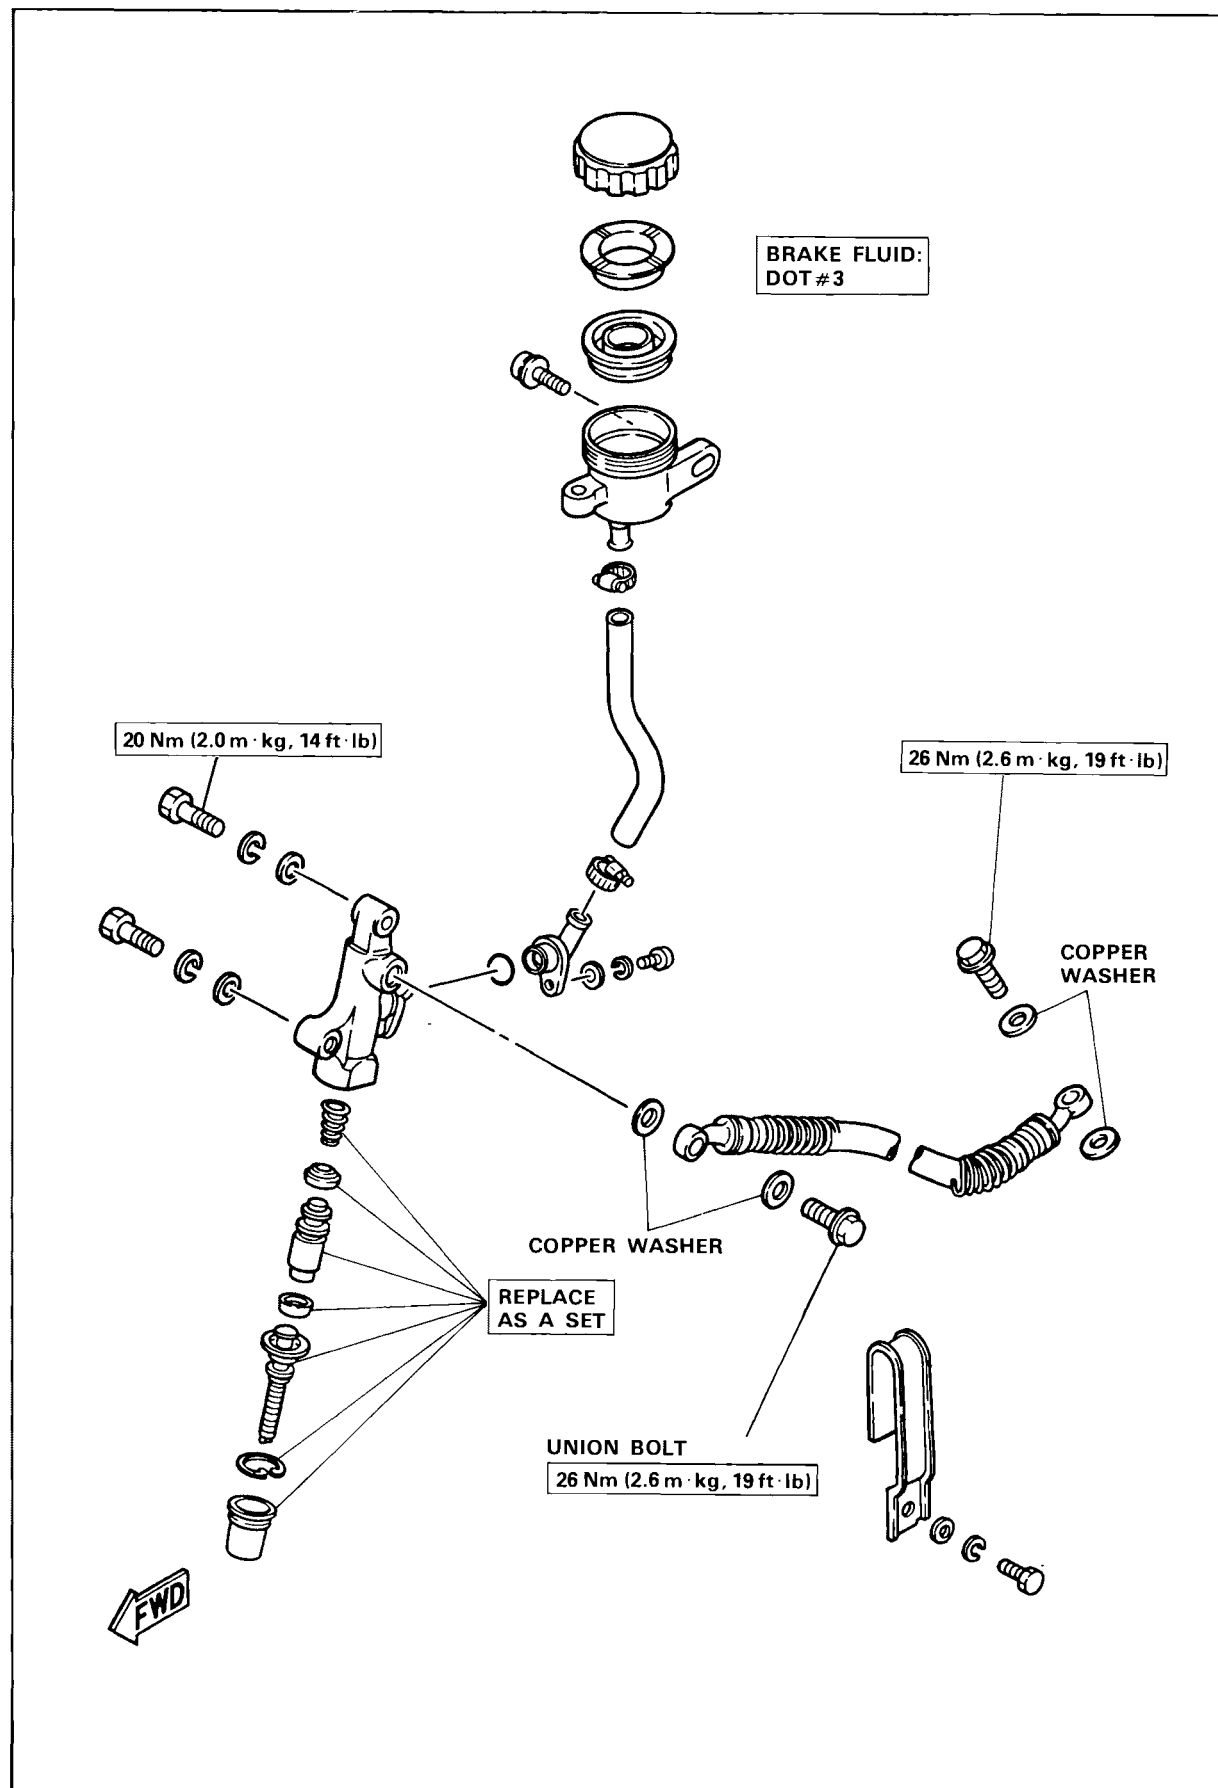 BRAKE FLUID:
DOT#3
20 Nm (2.0 m·kg, 14 ft·lb)
26 Nm (2.6 m·kg, 19 ft·lb)
COPPER
WASHER
COPPER WASHER
REPLACE
AS A SET
UNION BOLT
26 Nm (2.6 m·kg, 19 ft·lb)
FWD